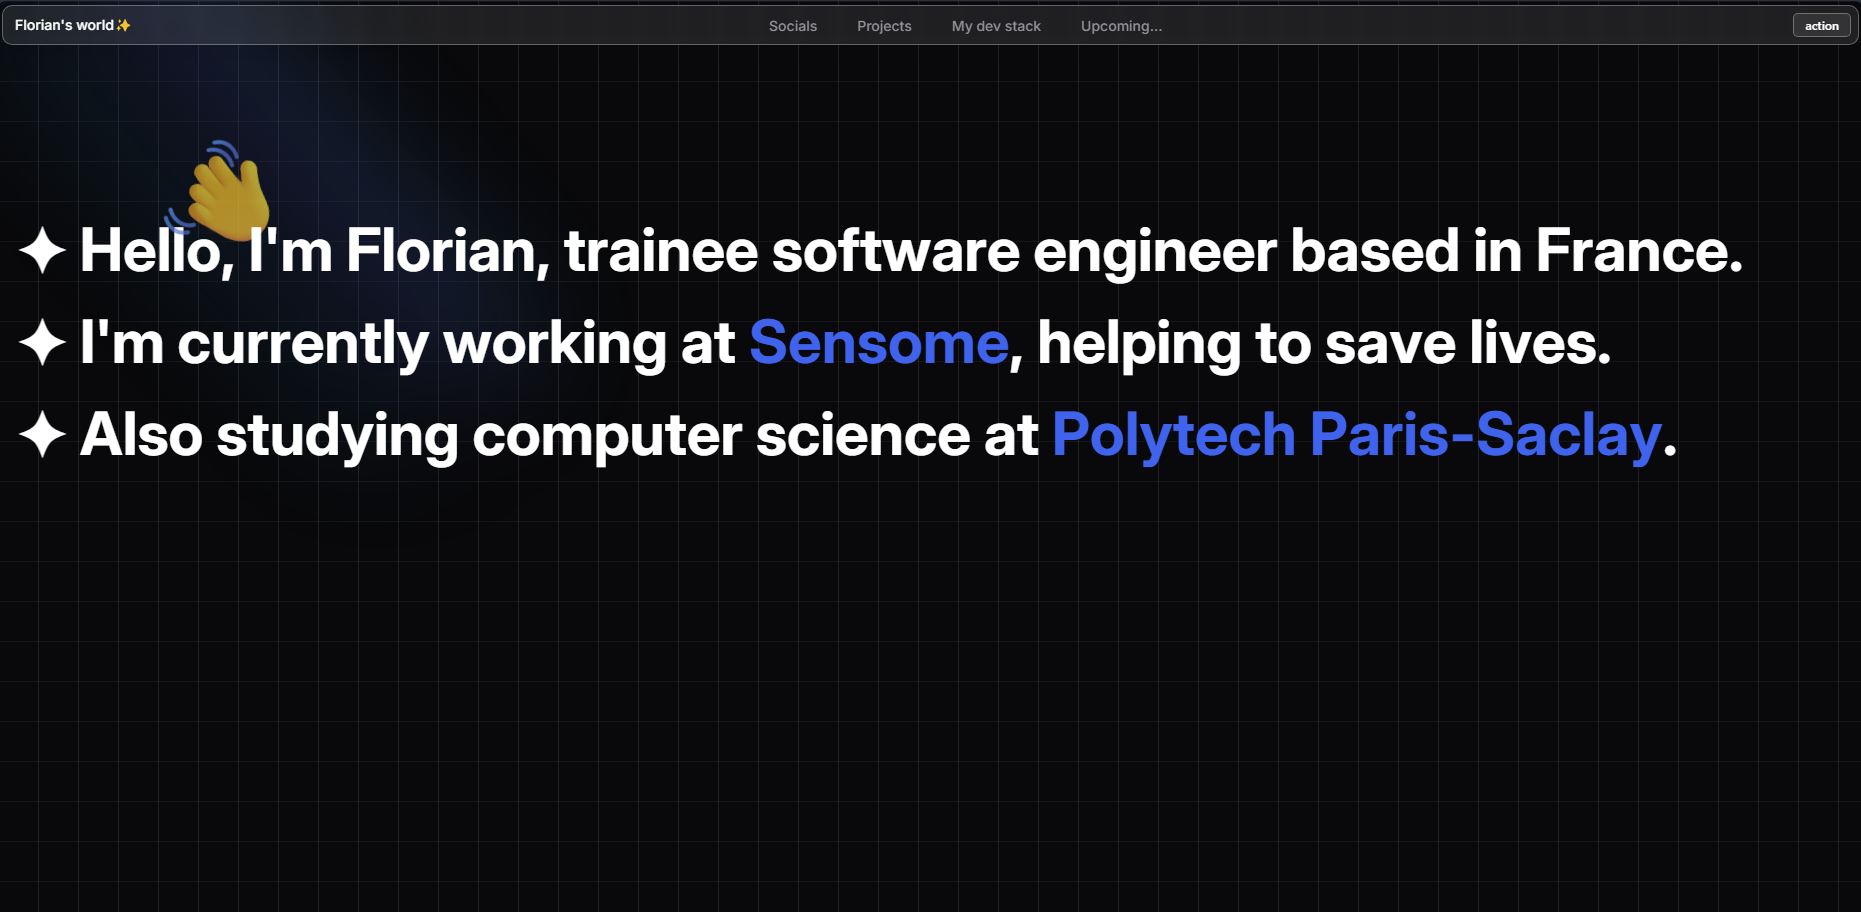 Florian's world✨
Socials Projects My dev stack Upcoming...
action
✦ Hello, I'm Florian, trainee software engineer based in France.
✦ I'm currently working at Sensome, helping to save lives.
✦ Also studying computer science at Polytech Paris-Saclay.